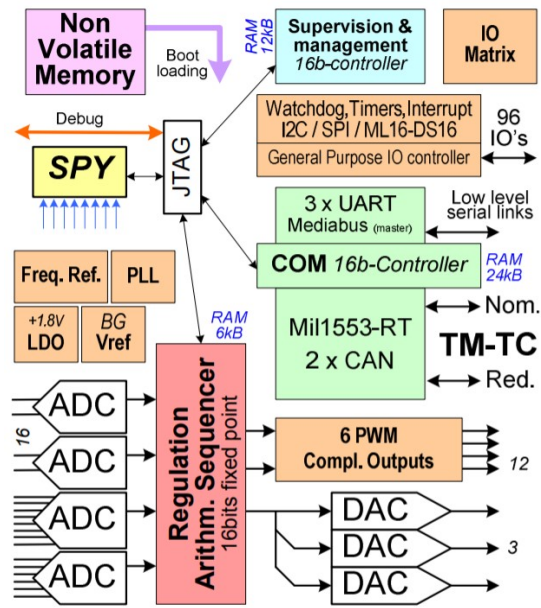 Non
Volatile
Memory
Boot
loading
RAM
12kB
Supervision &
management
16b-controller
IO
Matrix
Debug
SPY
JTAG
Watchdog,Timers,Interrupt
I2C / SPI / ML16-DS16
General Purpose IO controller
96
IO's
3 x UART
Mediabus (master)
Low level
serial links
COM 16b-Controller
RAM
24kB
Mil1553-RT
2 x CAN
Nom.
TM-TC
Red.
Freq. Ref.
PLL
+1.8V
LDO
BG
Vref
RAM
6kB
16
ADC
ADC
ADC
ADC
Regulation
Arithm. Sequencer
16bits fixed point
6 PWM
Compl. Outputs
12
DAC
DAC
DAC
3